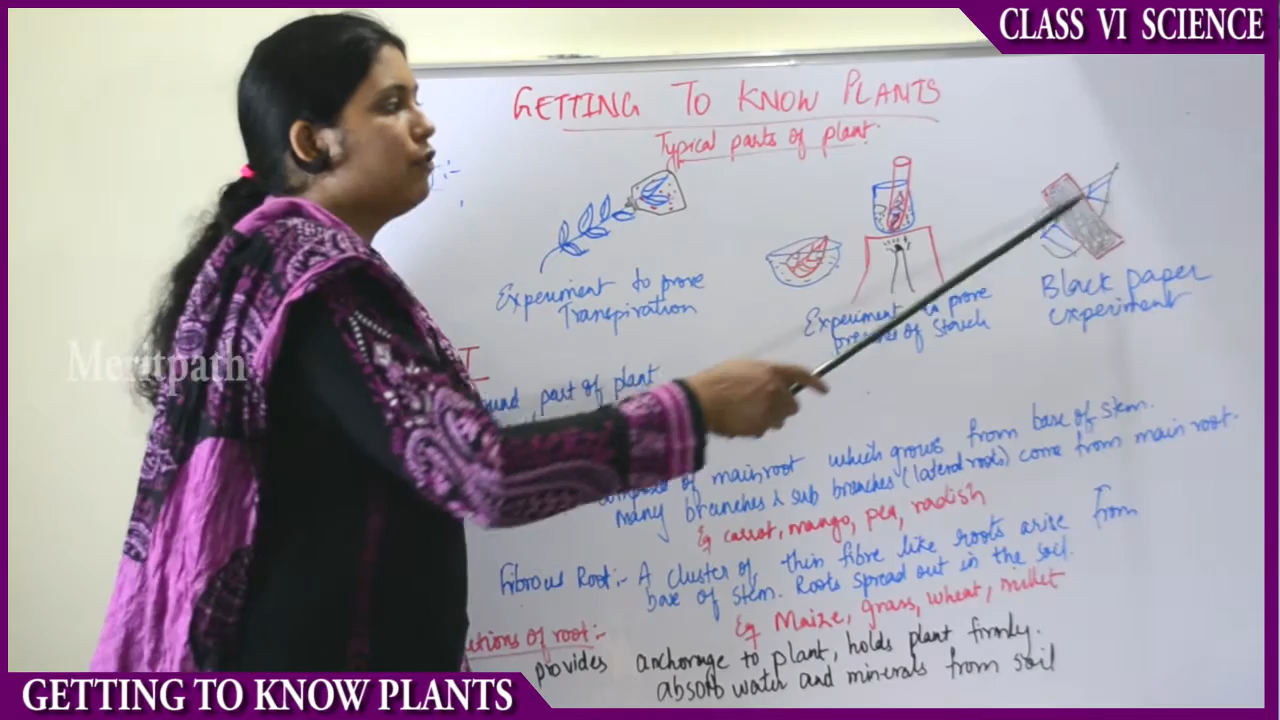 CLASS VI SCIENCE
GETTING TO KNOW PLANTS
Typical parts of plant.
Experiment to prove
Transpiration
Experiment to prove
presence of Starch
Black paper
experiment
Meritpath
part of plant
of main root which grows from base of stem.
many branches & sub branches (lateral roots) come from main root.
Eg carrot, mango, pea, radish
Fibrous Root:- A cluster of thin fibre like roots arise from
base of stem. Roots spread out in the soil.
Eg Maize, grass, wheat, millet
of root:-
provides anchorage to plant, holds plant firmly.
absorb water and minerals from soil
GETTING TO KNOW PLANTS